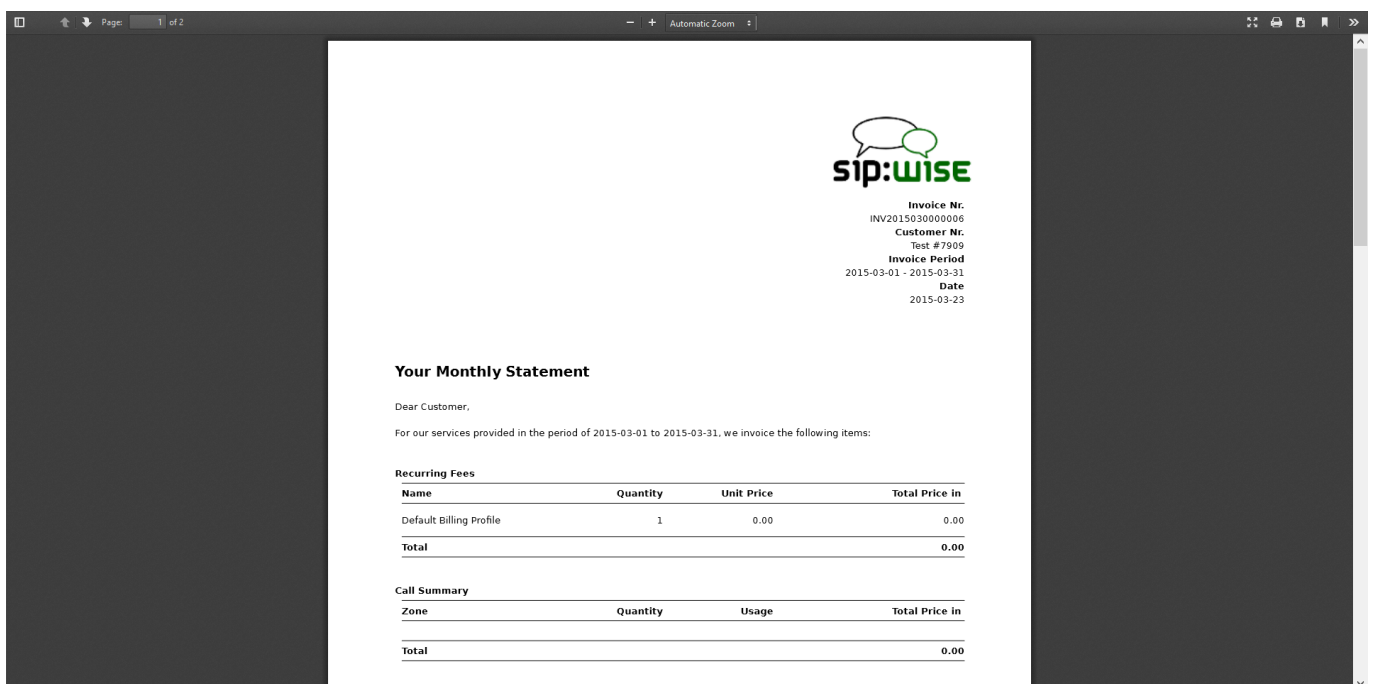 Page: 1 of 2
Automatic Zoom
sip:wise
Invoice Nr.
INV2015030000006
Customer Nr.
Test #7909
Invoice Period
2015-03-01 - 2015-03-31
Date
2015-03-23
Your Monthly Statement
Dear Customer,
For our services provided in the period of 2015-03-01 to 2015-03-31, we invoice the following items:
Recurring Fees
Name Quantity Unit Price Total Price in
Default Billing Profile 1 0.00 0.00
Total 0.00
Call Summary
Zone Quantity Usage Total Price in
Total 0.00